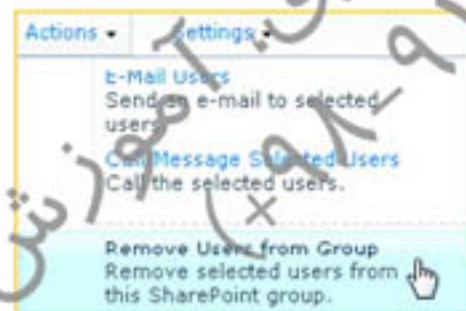 Actions Settings
E-Mail Users
Send an e-mail to selected
users.
Call/Message Selected Users
Call the selected users.
Remove Users from Group
Remove selected users from
this SharePoint group.
آموزش